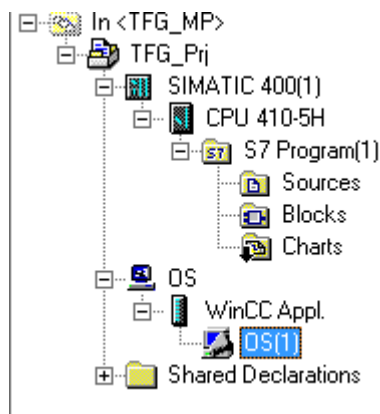 In <TFG_MP>
TFG_Prj
SIMATIC 400(1)
CPU 410-5H
S7 S7 Program(1)
Sources
Blocks
Charts
OS
WinCC Appl.
OS(1)
Shared Declarations